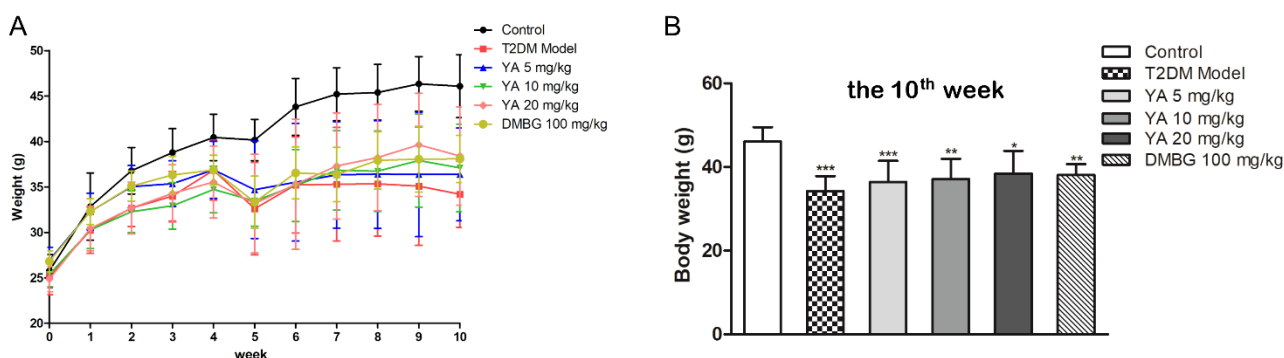 A
Control
T2DM Model
YA 5 mg/kg
YA 10 mg/kg
YA 20 mg/kg
DMBG 100 mg/kg
50
45
40
35
30
25
20
Weight (g)
0 1 2 3 4 5 6 7 8 9 10
week
B
Control
T2DM Model
YA 5 mg/kg
YA 10 mg/kg
YA 20 mg/kg
DMBG 100 mg/kg
the 10th week
60
40
20
0
Body weight (g)
*** *** ** * **